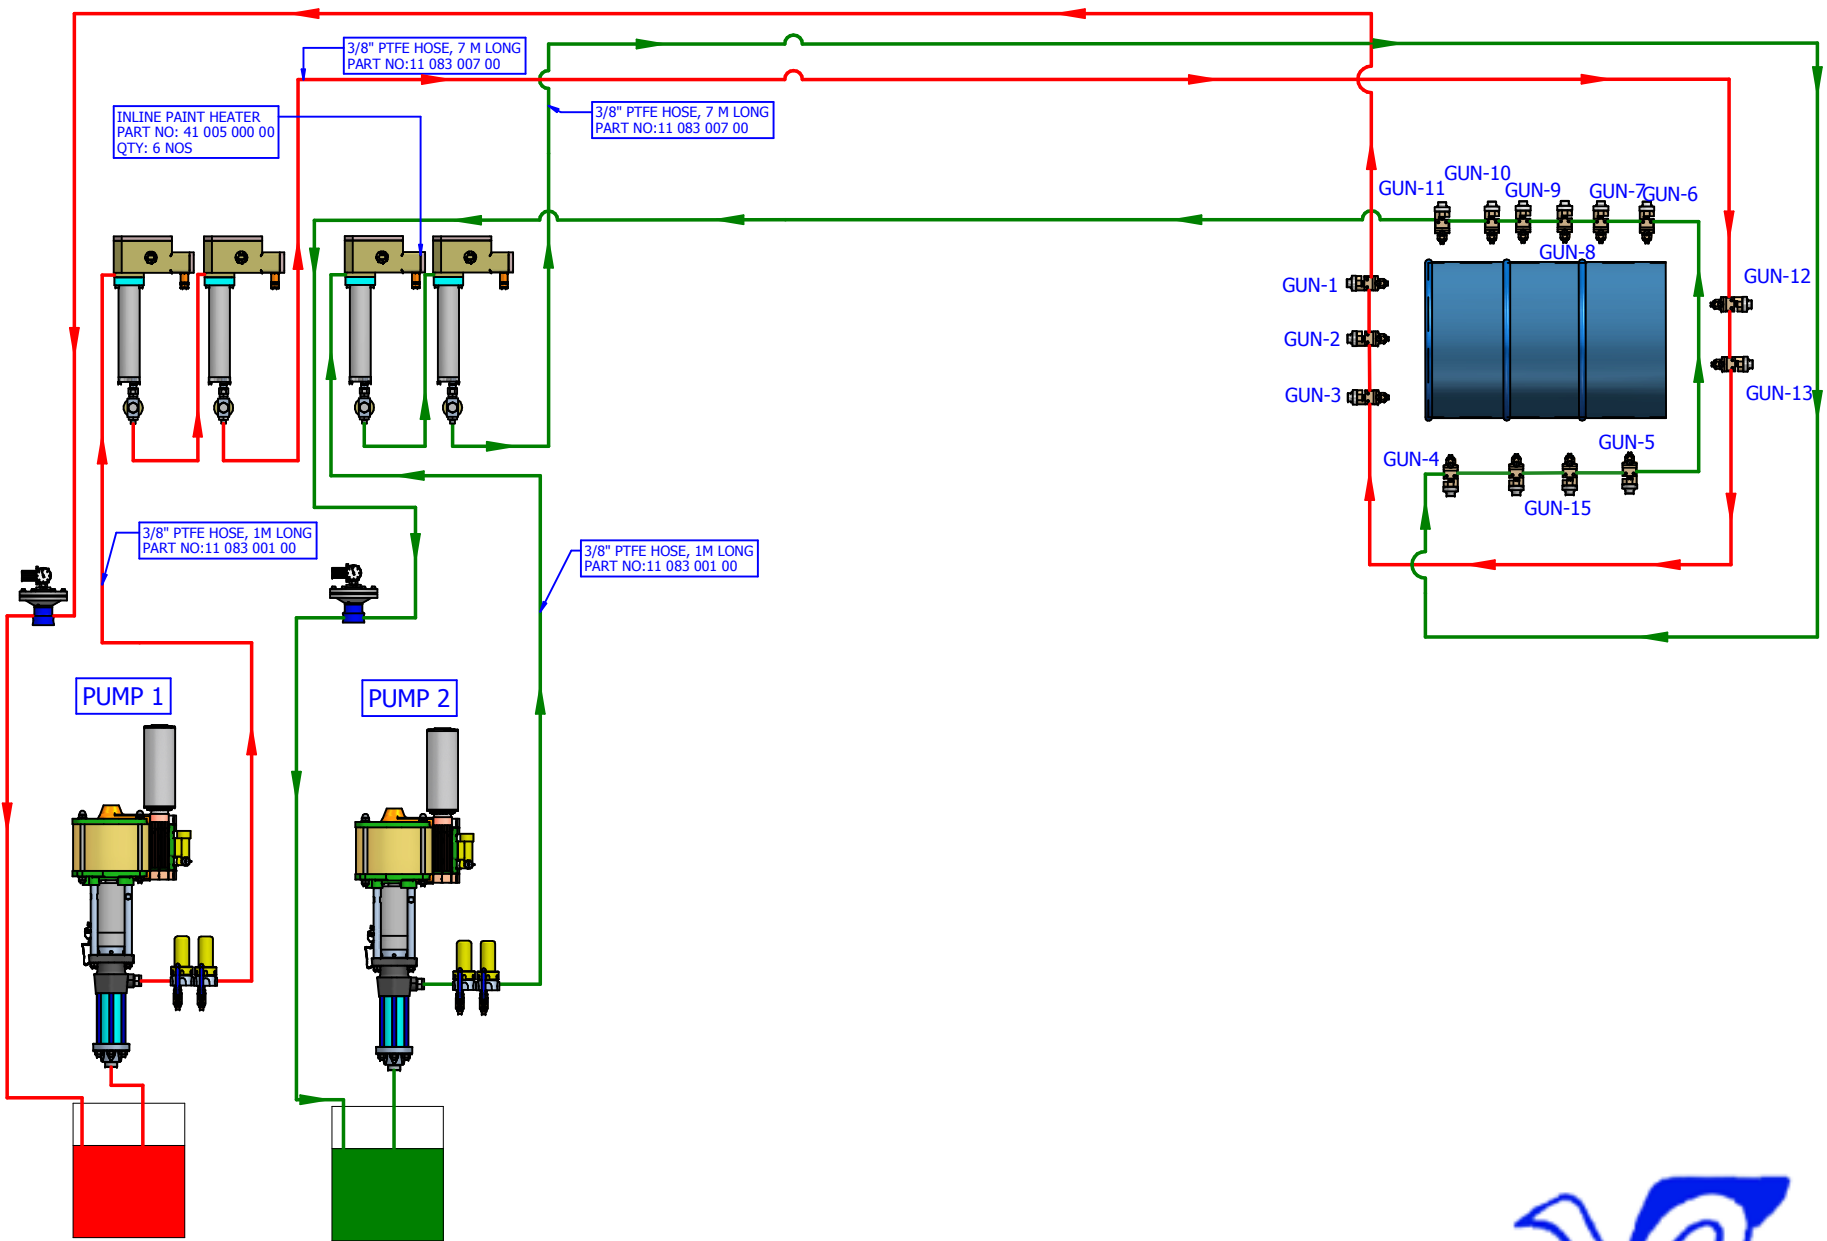 3/8" PTFE HOSE, 7 M LONG
PART NO:11 083 007 00
INLINE PAINT HEATER
PART NO: 41 005 000 00
QTY: 6 NOS
3/8" PTFE HOSE, 7 M LONG
PART NO:11 083 007 00
GUN-11
GUN-10
GUN-9
GUN-7
GUN-6
GUN-8
GUN-1
GUN-12
GUN-2
GUN-3
GUN-13
GUN-5
GUN-4
GUN-15
3/8" PTFE HOSE, 1M LONG
PART NO:11 083 001 00
3/8" PTFE HOSE, 1M LONG
PART NO:11 083 001 00
PUMP 1
PUMP 2